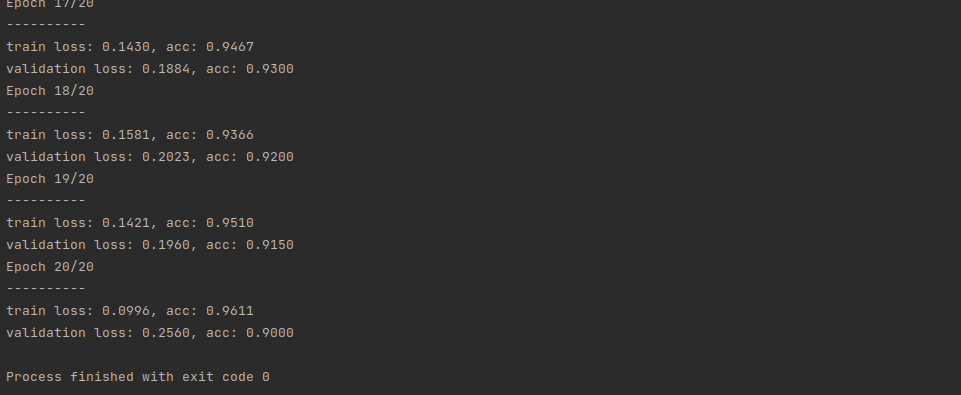 Epoch 17/20
----------
train loss: 0.1430, acc: 0.9467
validation loss: 0.1884, acc: 0.9300
Epoch 18/20
----------
train loss: 0.1581, acc: 0.9366
validation loss: 0.2023, acc: 0.9200
Epoch 19/20
----------
train loss: 0.1421, acc: 0.9510
validation loss: 0.1960, acc: 0.9150
Epoch 20/20
----------
train loss: 0.0996, acc: 0.9611
validation loss: 0.2560, acc: 0.9000
Process finished with exit code 0